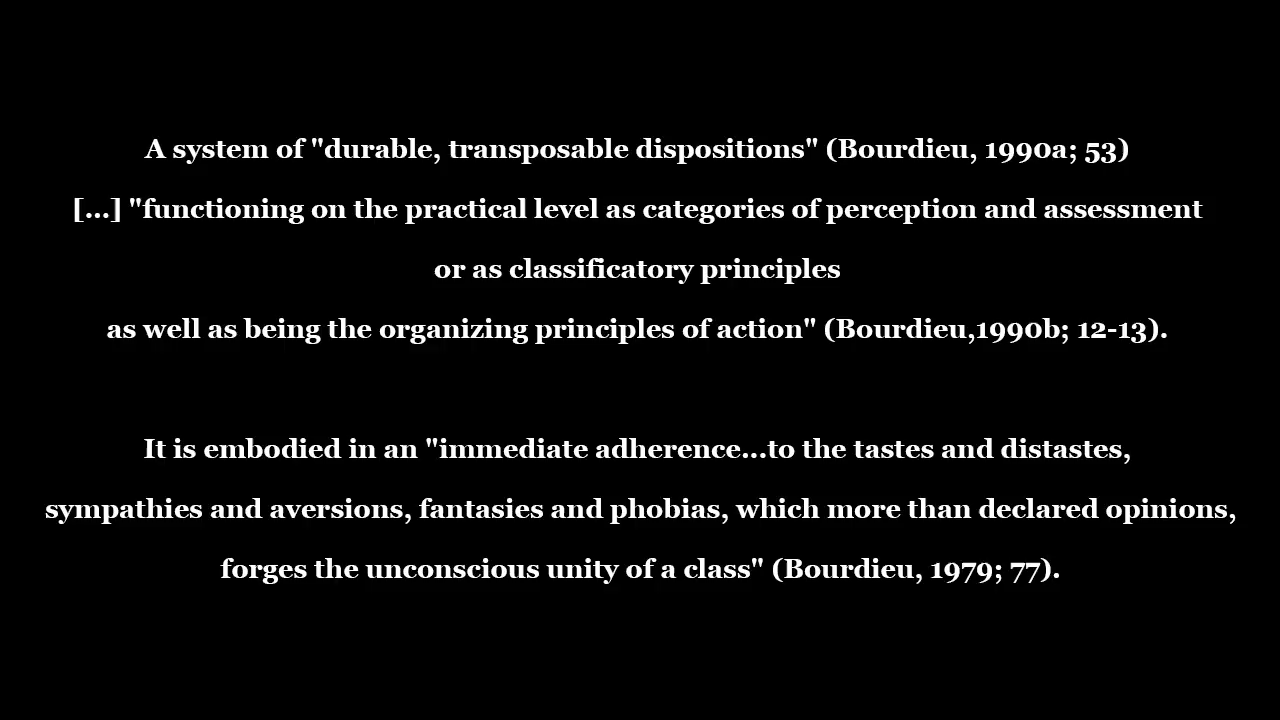 A system of "durable, transposable dispositions" (Bourdieu, 1990a; 53)
[...] "functioning on the practical level as categories of perception and assessment
or as classificatory principles
as well as being the organizing principles of action" (Bourdieu,1990b; 12-13).
It is embodied in an "immediate adherence...to the tastes and distastes,
sympathies and aversions, fantasies and phobias, which more than declared opinions,
forges the unconscious unity of a class" (Bourdieu, 1979; 77).